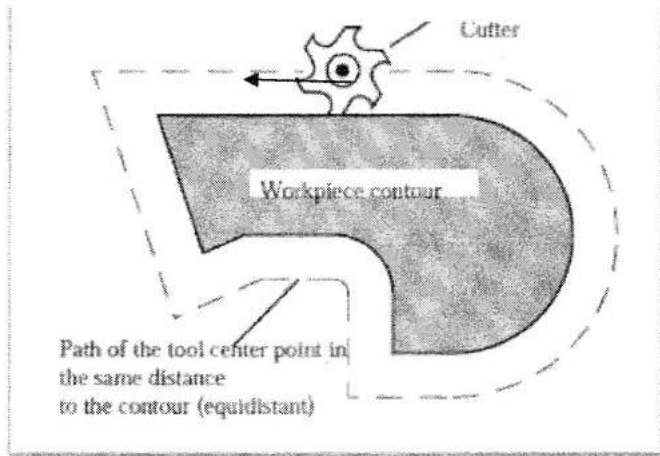 Cutter
Workpiece contour
Path of the tool center point in
the same distance
to the contour (equidistant)